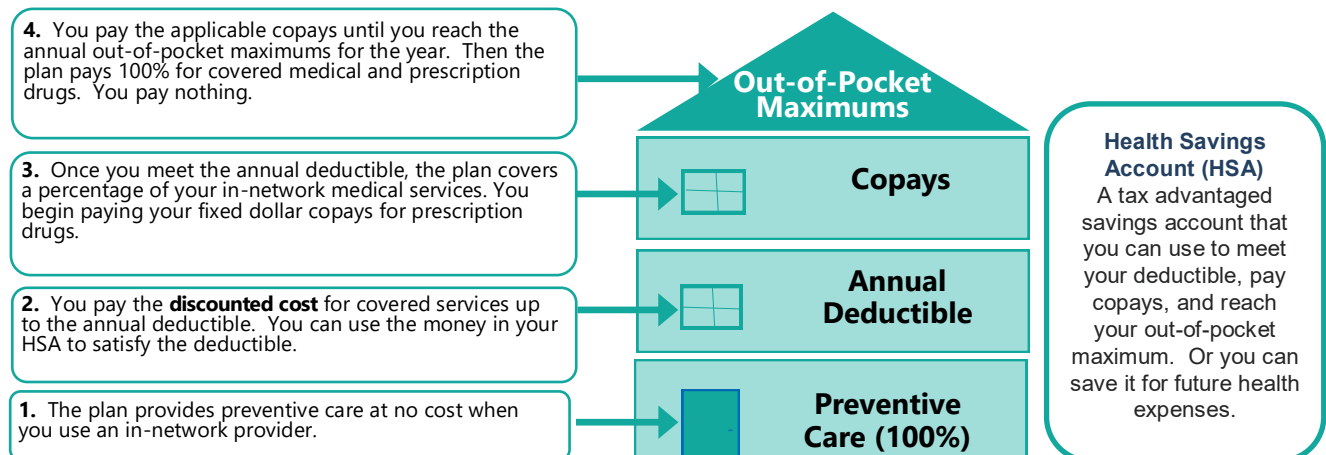 4. You pay the applicable copays until you reach the
annual out-of-pocket maximums for the year. Then the
plan pays 100% for covered medical and prescription
drugs. You pay nothing.
3. Once you meet the annual deductible, the plan covers
a percentage of your in-network medical services. You
begin paying your fixed dollar copays for prescription
drugs.
2. You pay the discounted cost for covered services up
to the annual deductible. You can use the money in your
HSA to satisfy the deductible.
1. The plan provides preventive care at no cost when
you use an in-network provider.
Out-of-Pocket
Maximums
Copays
Annual
Deductible
Preventive
Care (100%)
Health Savings
Account (HSA)
A tax advantaged
savings account that
you can use to meet
your deductible, pay
copays, and reach
your out-of-pocket
maximum. Or you can
save it for future health
expenses.